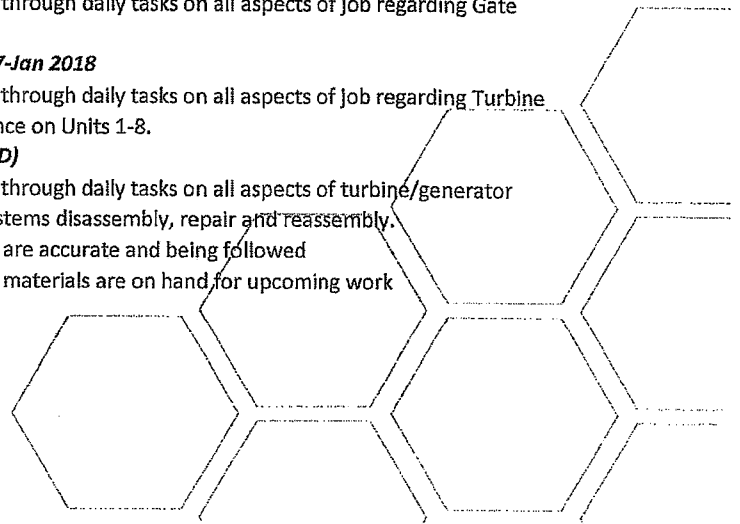 through daily tasks on all aspects of job regarding Gate
7-Jan 2018
through daily tasks on all aspects of job regarding Turbine
nce on Units 1-8.
D)
through daily tasks on all aspects of turbine/generator
stems disassembly, repair and reassembly.
are accurate and being followed
materials are on hand for upcoming work